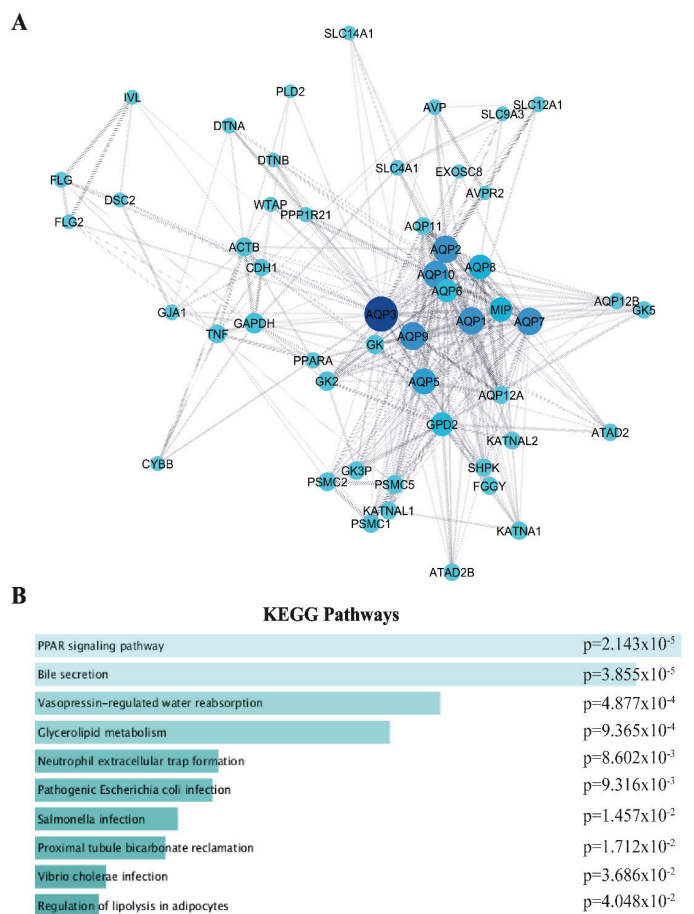 A
SLC14A1
IVL
PLD2
AVP
SLC12A1
SLC9A3
DTNA
DTNB
SLC4A1
EXOSC8
FLG
DSC2
AVPR2
WTAP
PPP1R21
FLG2
AQP11
ACTB
AQP2
CDH1
AQP10
AQP8
AQP6
AQP12B
GJA1
AQP3
MIP
GK5
GAPDH
AQP1
AQP7
TNF
AQP9
GK
PPARA
GK2
AQP5
AQP12A
GPD2
ATAD2
KATNAL2
CYBB
GK3P
SHPK
PSMC2
PSMC5
FGGY
KATNAL1
PSMC1
KATNA1
ATAD2B
B
KEGG Pathways
PPAR signaling pathway p=2.143x10⁻⁵
Bile secretion p=3.855x10⁻⁵
Vasopressin-regulated water reabsorption p=4.877x10⁻⁴
Glycerolipid metabolism p=9.365x10⁻⁴
Neutrophil extracellular trap formation p=8.602x10⁻³
Pathogenic Escherichia coli infection p=9.316x10⁻³
Salmonella infection p=1.457x10⁻²
Proximal tubule bicarbonate reclamation p=1.712x10⁻²
Vibrio cholerae infection p=3.686x10⁻²
Regulation of lipolysis in adipocytes p=4.048x10⁻²